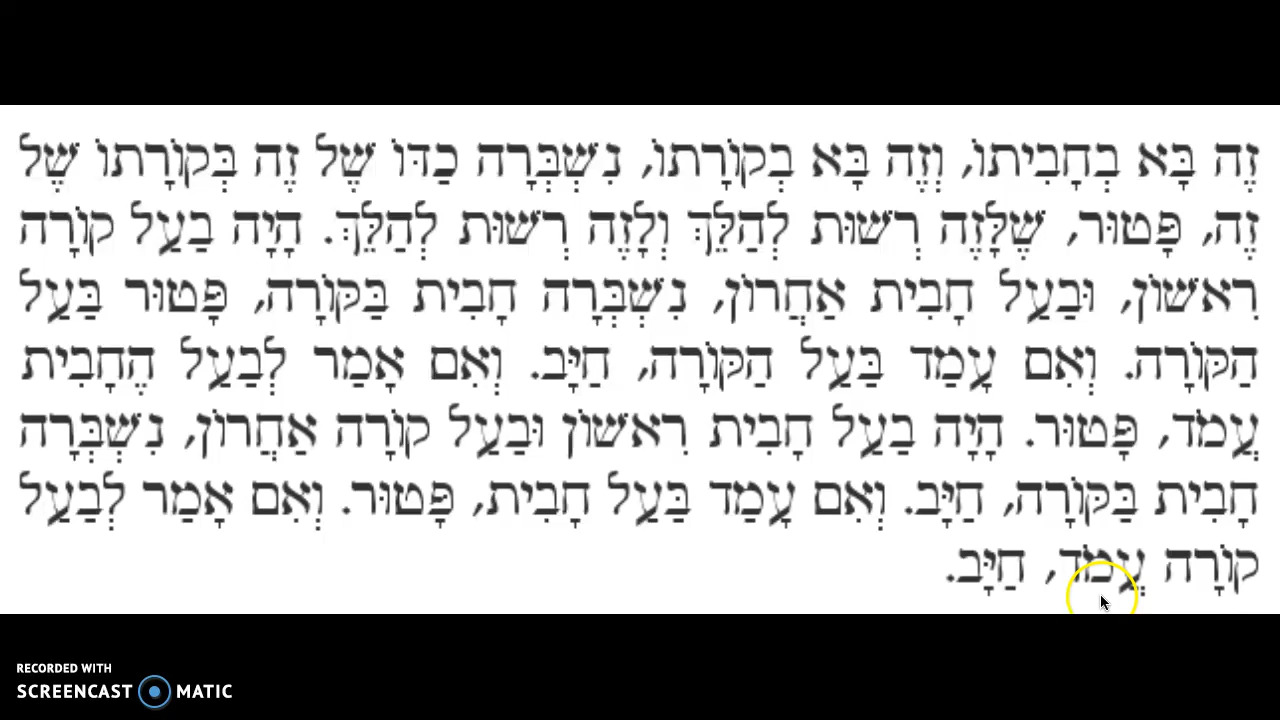 זֶה בָּא בְחָבִיתוֹ, וְזֶה בָּא בְקוֹרָתוֹ, נִשְׁבְּרָה כַדּוֹ שֶׁל זֶה בְּקוֹרָתוֹ שֶׁל
זֶה, פָּטוּר, שֶׁלָּזֶה רְשׁוּת לְהַלֵּךְ וְלָזֶה רְשׁוּת לְהַלֵּךְ. הָיָה בַעַל קוֹרָה
רִאשׁוֹן, וּבַעַל חָבִית אַחֲרוֹן, נִשְׁבְּרָה חָבִית בַּקּוֹרָה, פָּטוּר בַּעַל
הַקּוֹרָה. וְאִם עָמַד בַּעַל הַקּוֹרָה, חַיָּב. וְאִם אָמַר לְבַעַל הֶחָבִית
עֲמֹד, פָּטוּר. הָיָה בַעַל חָבִית רִאשׁוֹן וּבַעַל קוֹרָה אַחֲרוֹן, נִשְׁבְּרָה
חָבִית בַּקּוֹרָה, חַיָּב. וְאִם עָמַד בַּעַל חָבִית, פָּטוּר. וְאִם אָמַר לְבַעַל
קוֹרָה עֲמֹד, חַיָּב.
RECORDED WITH
SCREENCAST MATIC